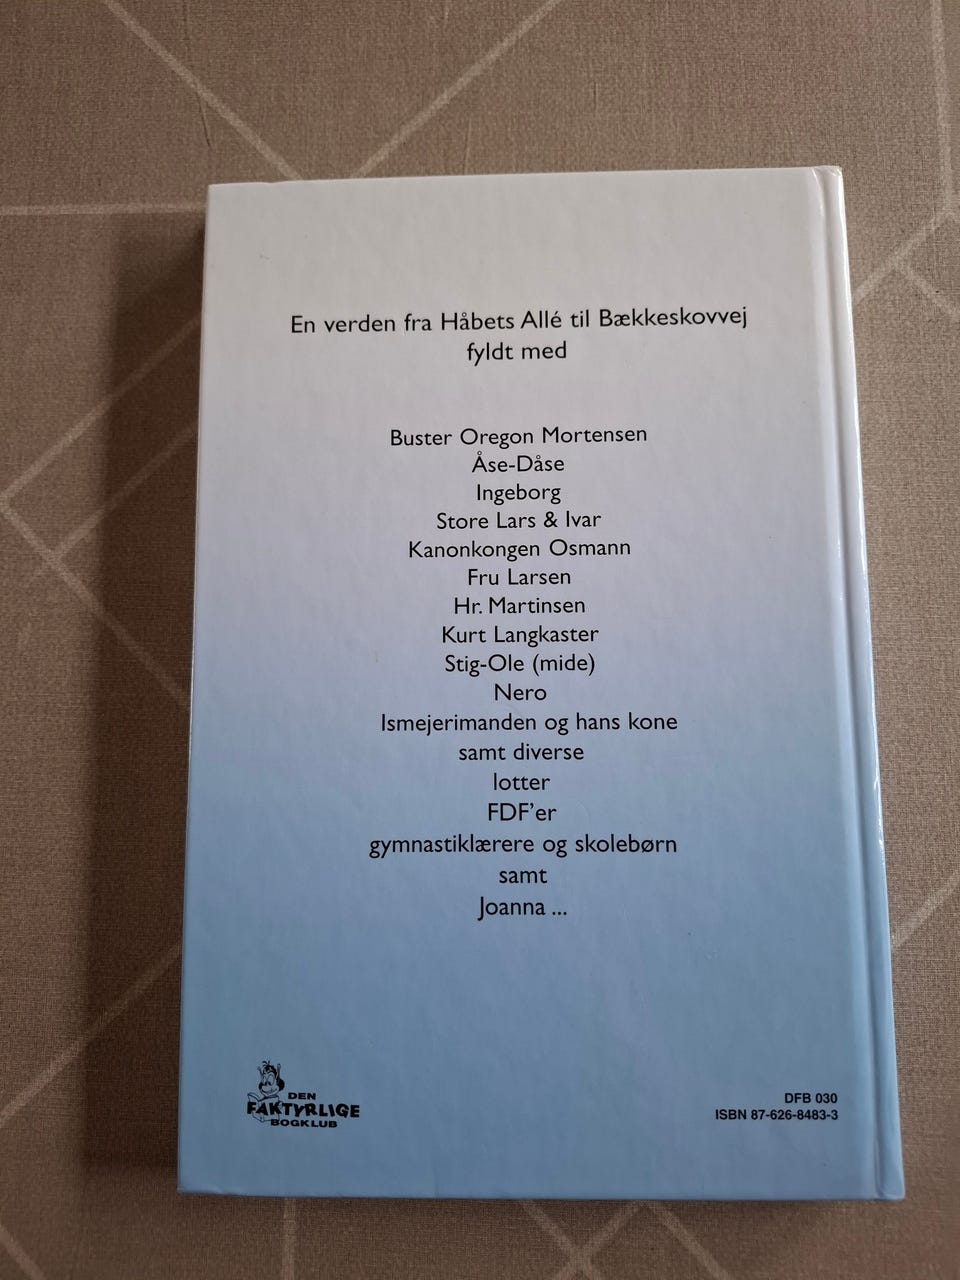 En verden fra Håbets Allé til Bækkeskovvej
fyldt med
Buster Oregon Mortensen
Åse-Dåse
Ingeborg
Store Lars & Ivar
Kanonkongen Osmann
Fru Larsen
Hr. Martinsen
Kurt Langkaster
Stig-Ole (mide)
Nero
Ismejerimanden og hans kone
samt diverse
lotter
FDF'er
gymnastiklærere og skolebørn
samt
Joanna ...
DEN
FAKTYRLIGE
BOGKLUB
DFB 030
ISBN 87-626-8483-3